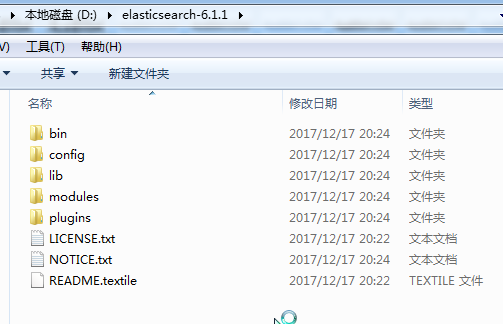 本地磁盘 (D:) ▸ elasticsearch-6.1.1 ▸
V) 工具(T) 帮助(H)
共享 新建文件夹
名称 修改日期 类型
bin 2017/12/17 20:24 文件夹
config 2017/12/17 20:24 文件夹
lib 2017/12/17 20:24 文件夹
modules 2017/12/17 20:24 文件夹
plugins 2017/12/17 20:24 文件夹
LICENSE.txt 2017/12/17 20:22 文本文档
NOTICE.txt 2017/12/17 20:24 文本文档
README.textile 2017/12/17 20:22 TEXTILE 文件